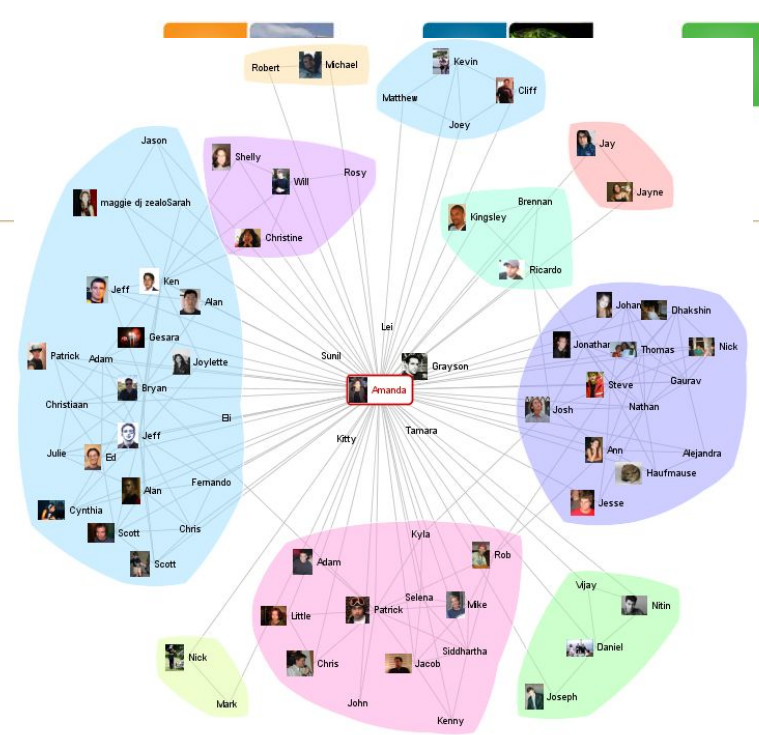 Robert
Michael
Kevin
Matthew
Cliff
Joey
Jason
Shelly
Will
Rosy
Jay
Jayne
maggie dj zealoSarah
Christine
Kingsley
Brennan
Ricardo
Jeff
Ken
Alan
Gesara
Patrick
Adam
Joylette
Bryan
Christiaan
Eli
Jeff
Julie
Ed
Alan
Fernando
Cynthia
Scott
Chris
Scott
Lei
Sunil
Grayson
Amanda
Kitty
Tamara
Johan
Dhakshin
Jonathar
Thomas
Nick
Steve
Gaurav
Josh
Nathan
Ann
Alejandra
Haufmause
Jesse
Kyla
Adam
Rob
Little
Patrick
Selena
Mike
Chris
Jacob
Siddhartha
John
Kenny
Nick
Mark
Vijay
Nitin
Daniel
Joseph